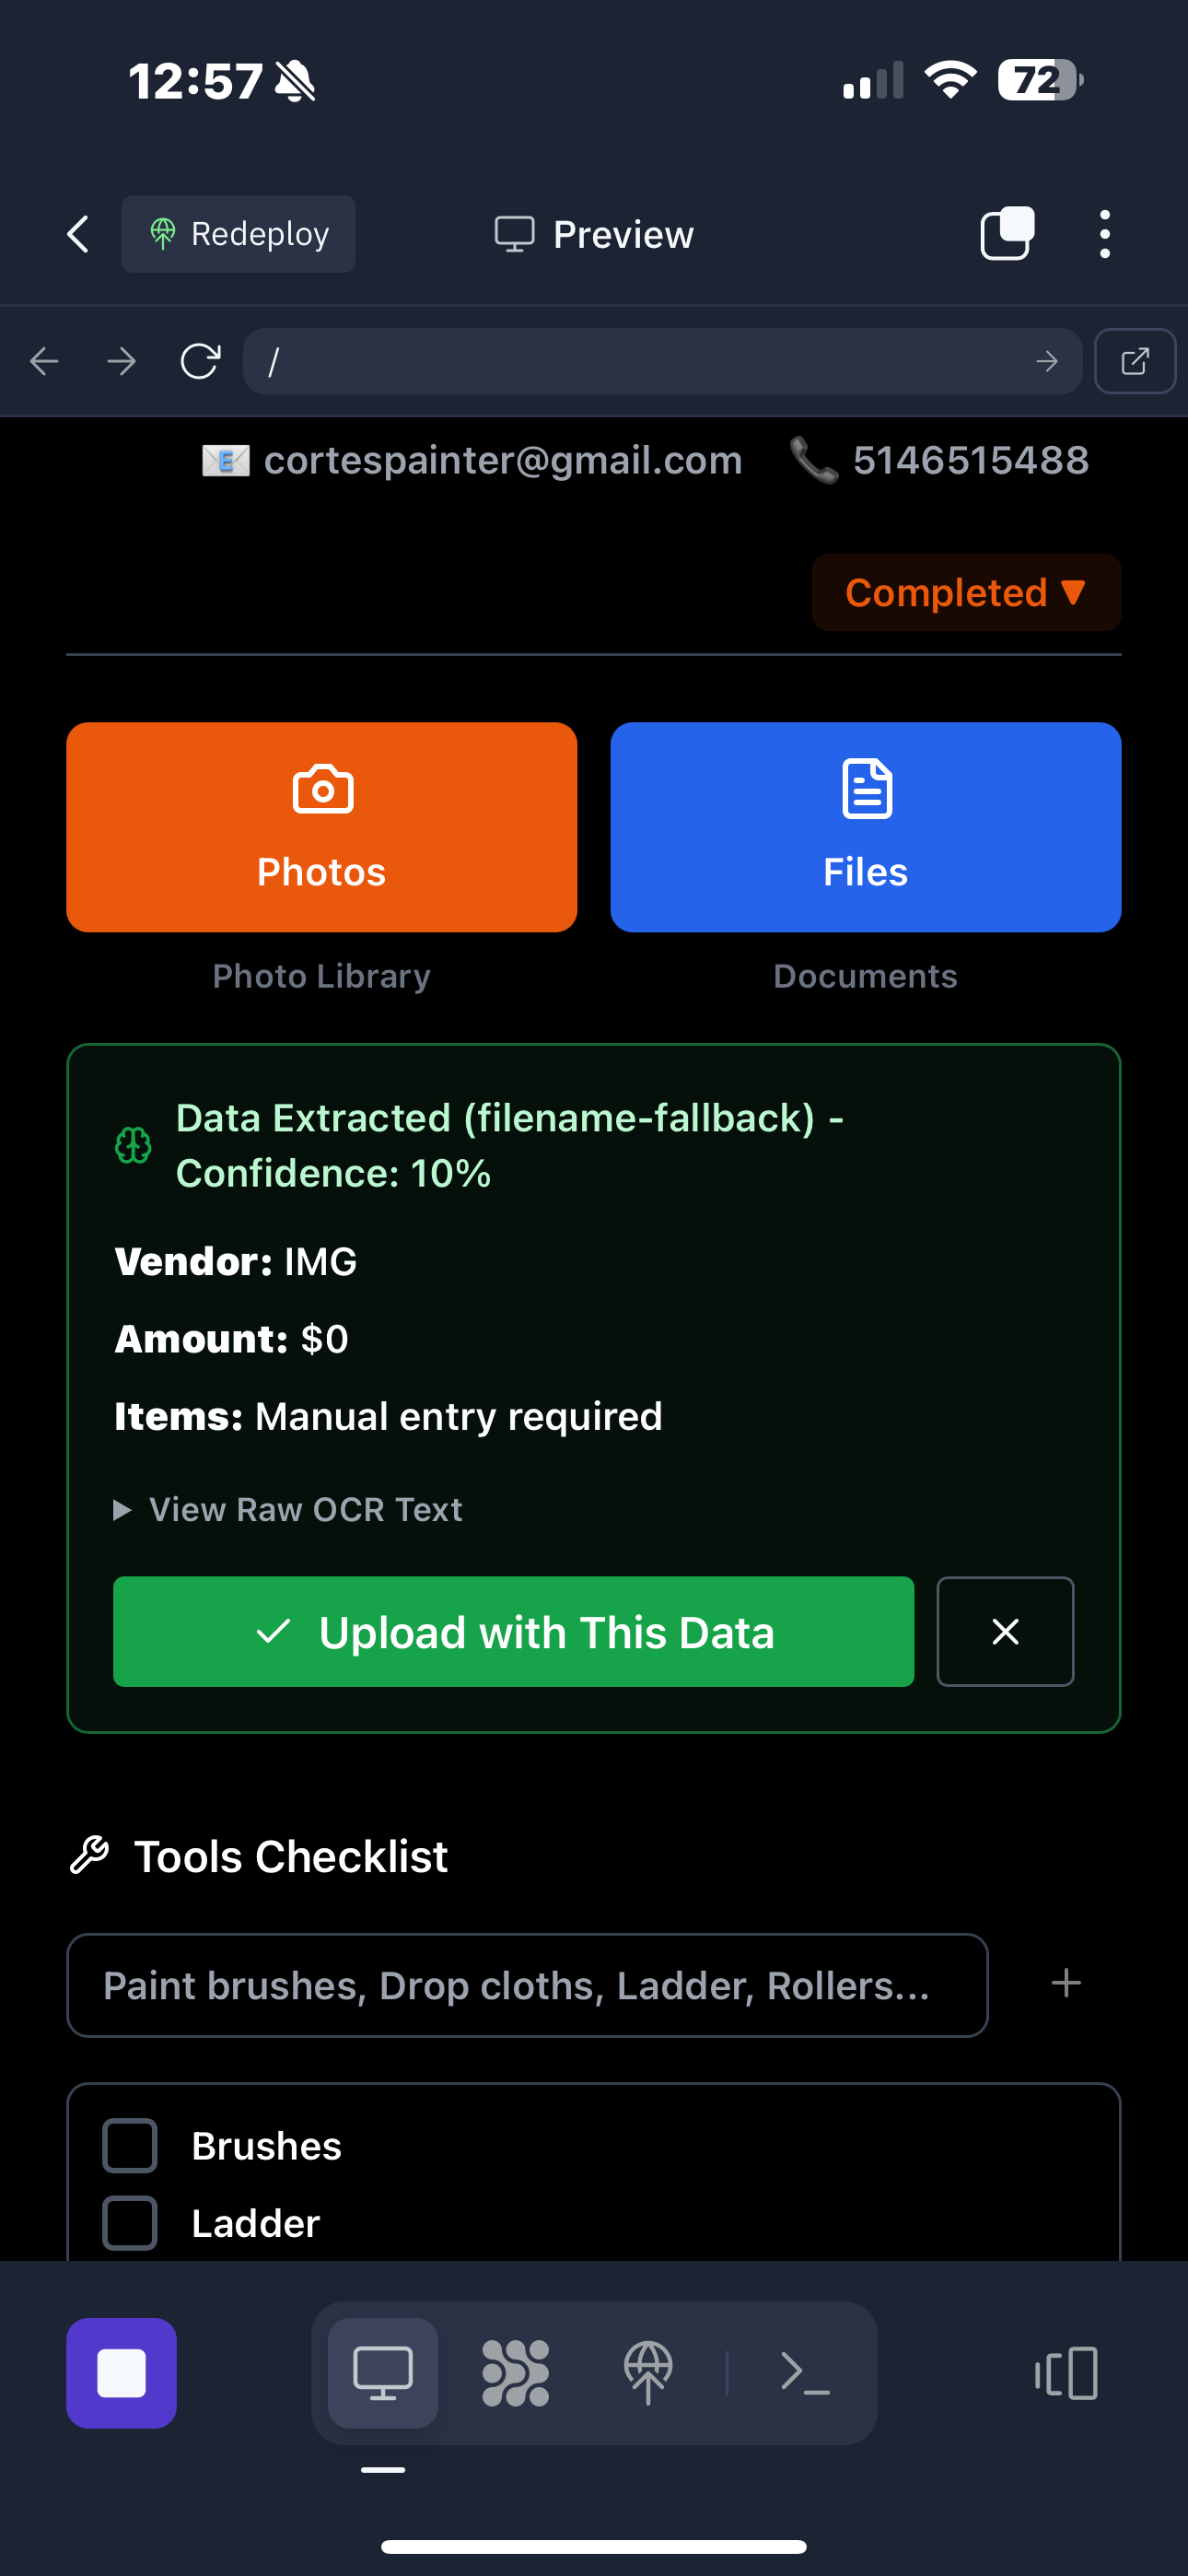 12:57
72
Redeploy
Preview
/
📧 cortespainter@gmail.com 📞 5146515488
Completed ▼
Photos
Files
Photo Library
Documents
Data Extracted (filename-fallback) -
Confidence: 10%
Vendor: IMG
Amount: $0
Items: Manual entry required
▶ View Raw OCR Text
Upload with This Data
Tools Checklist
Paint brushes, Drop cloths, Ladder, Rollers...
Brushes
Ladder